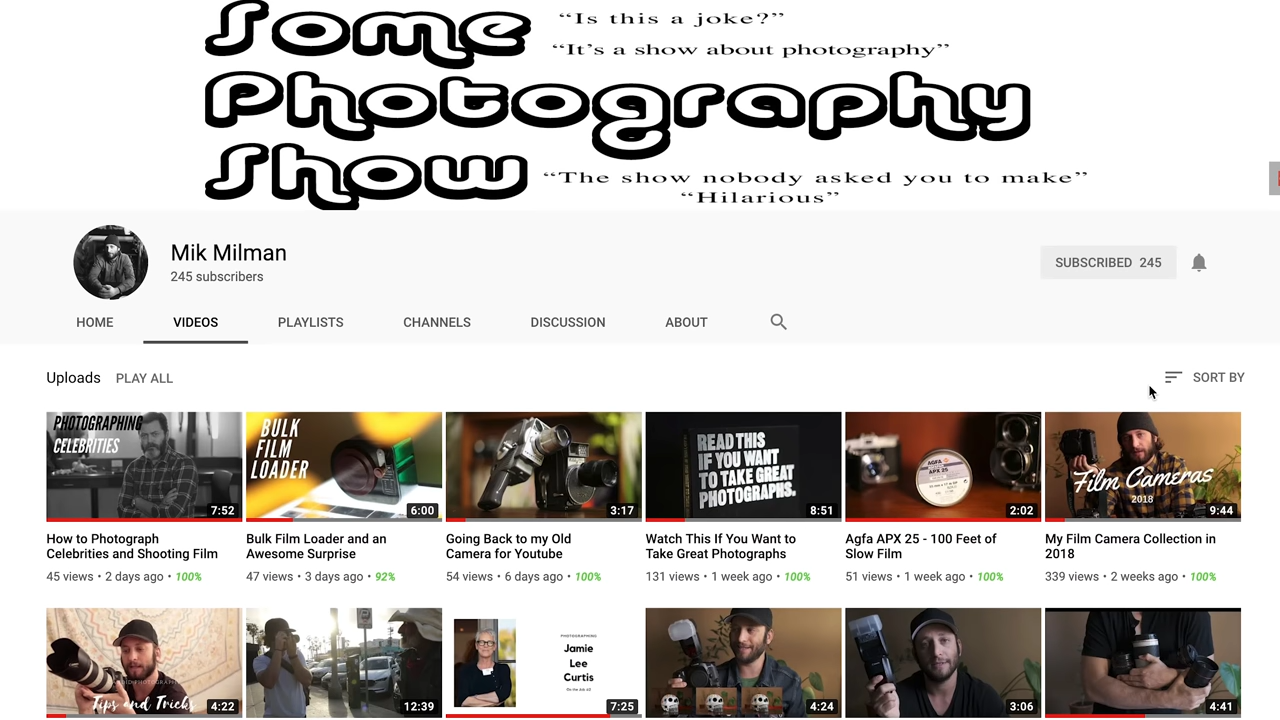 Some
"Is this a joke?"
"It's a show about photography"
Photography
Show
"The show nobody asked you to make"
"Hilarious"
Mik Milman
245 subscribers
SUBSCRIBED 245
HOME VIDEOS PLAYLISTS CHANNELS DISCUSSION ABOUT
Uploads PLAY ALL SORT BY
PHOTOGRAPHING
CELEBRITIES
7:52
BULK
FILM
LOADER
6:00
3:17
READ THIS
IF YOU WANT
TO TAKE GREAT
PHOTOGRAPHS.
8:51
AGFA
APX 25
2:02
Film Cameras
2018
9:44
How to Photograph
Celebrities and Shooting Film
45 views • 2 days ago • 100%
Bulk Film Loader and an
Awesome Surprise
47 views • 3 days ago • 92%
Going Back to my Old
Camera for Youtube
54 views • 6 days ago • 100%
Watch This If You Want to
Take Great Photographs
131 views • 1 week ago • 100%
Agfa APX 25 - 100 Feet of
Slow Film
51 views • 1 week ago • 100%
My Film Camera Collection in
2018
339 views • 2 weeks ago • 100%
Tips and Tricks
4:22
12:39
PHOTOGRAPHING
Jamie
Lee
Curtis
7:25
4:24
3:06
4:41